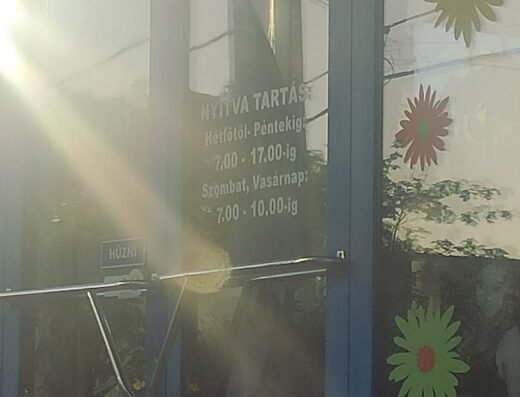 NYITVA TARTÁS:
Hétfőtől- Péntekig:
7.00 - 17.00-ig
Szombat, Vasárnap:
7.00 - 10.00-ig
HÚZNI